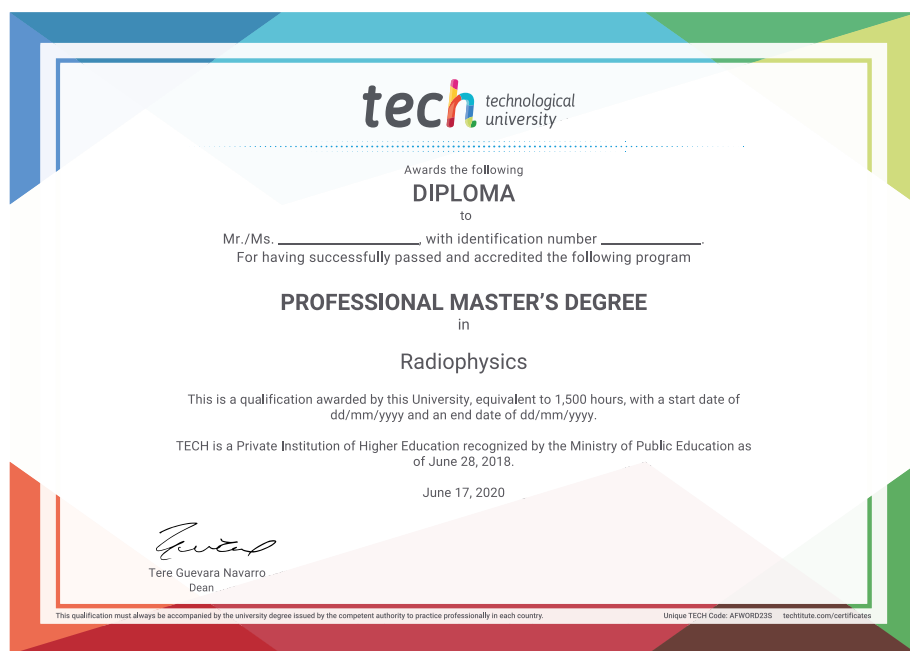 tech technological
university
Awards the following
DIPLOMA
to
Mr./Ms. ____________, with identification number ____________.
For having successfully passed and accredited the following program
PROFESSIONAL MASTER'S DEGREE
in
Radiophysics
This is a qualification awarded by this University, equivalent to 1,500 hours, with a start date of
dd/mm/yyyy and an end date of dd/mm/yyyy.
TECH is a Private Institution of Higher Education recognized by the Ministry of Public Education as
of June 28, 2018.
June 17, 2020
Tere Guevara Navarro
Dean
This qualification must always be accompanied by the university degree issued by the competent authority to practice professionally in each country.
Unique TECH Code: AFWORD23S techtitute.com/certificates